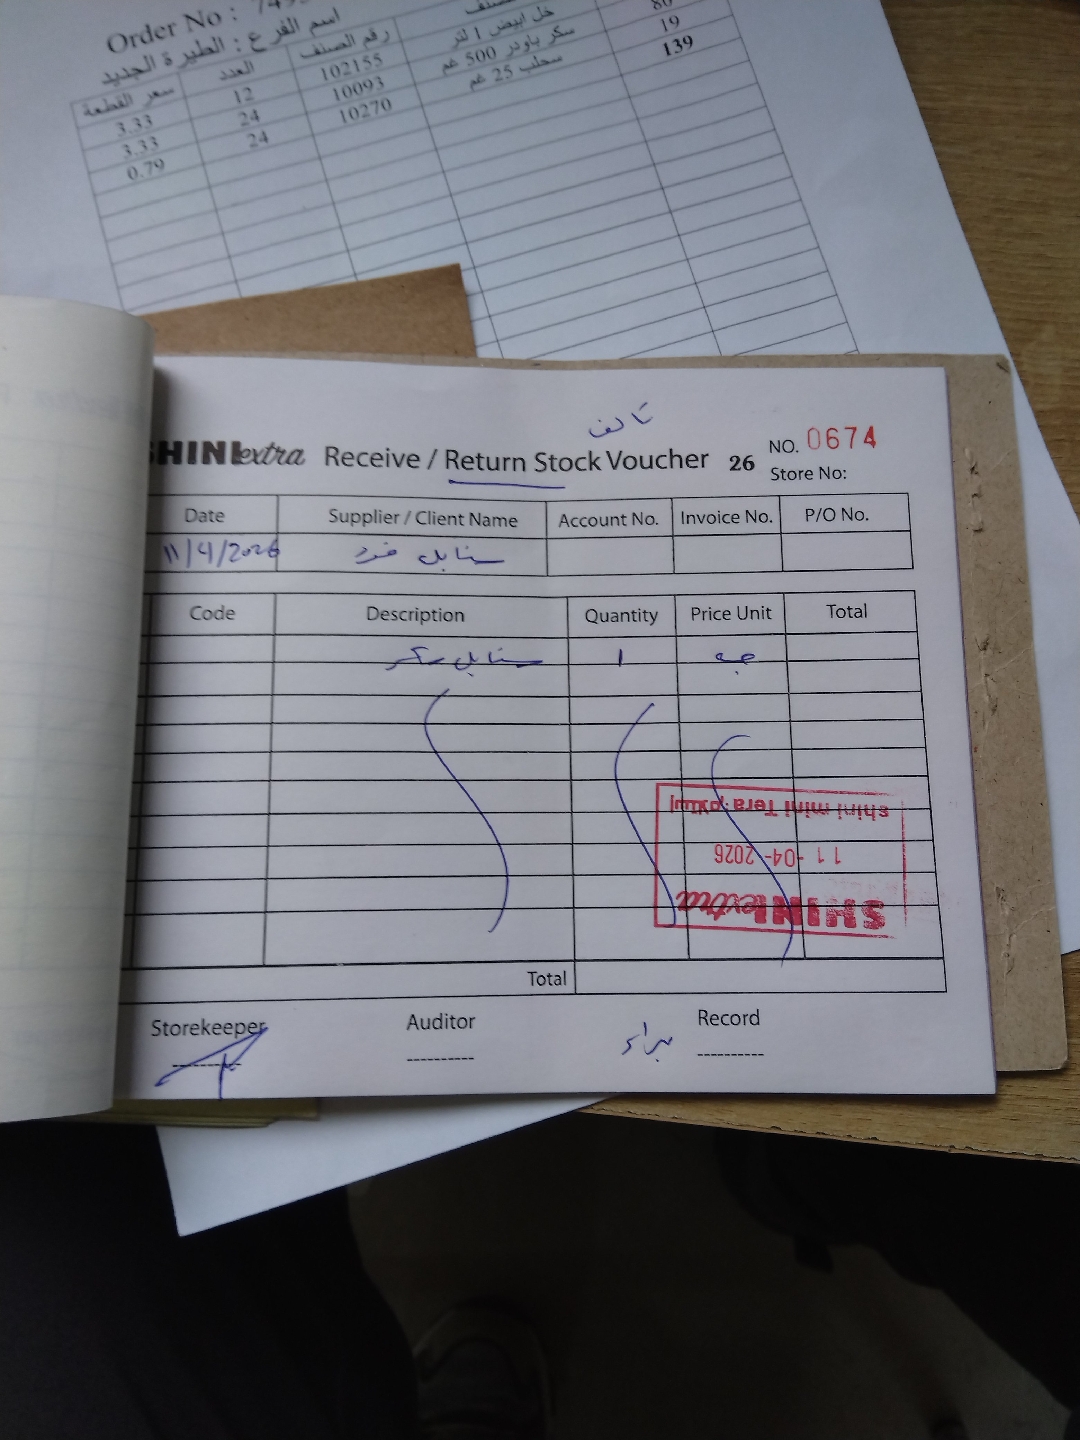 Order No :
اسم الفرع : الطيرة الجديد
سعر القطعة العدد رقم الصنف
3.33 12 102155 خل ابيض 1 لتر 80
3.33 24 10093 سكر باودر 500 غم 19
0.79 24 10270 سحلب 25 غم 139
تالف
SHINI extra Receive / Return Stock Voucher 26 NO. 0674
Store No:
Date Supplier / Client Name Account No. Invoice No. P/O No.
11/4/2026 سنابل فود
Code Description Quantity Price Unit Total
سنابل سكر 1 حبه
shini mini Tera
11 -04- 2026
SHINI extra
Total
Storekeeper Auditor Record
براء